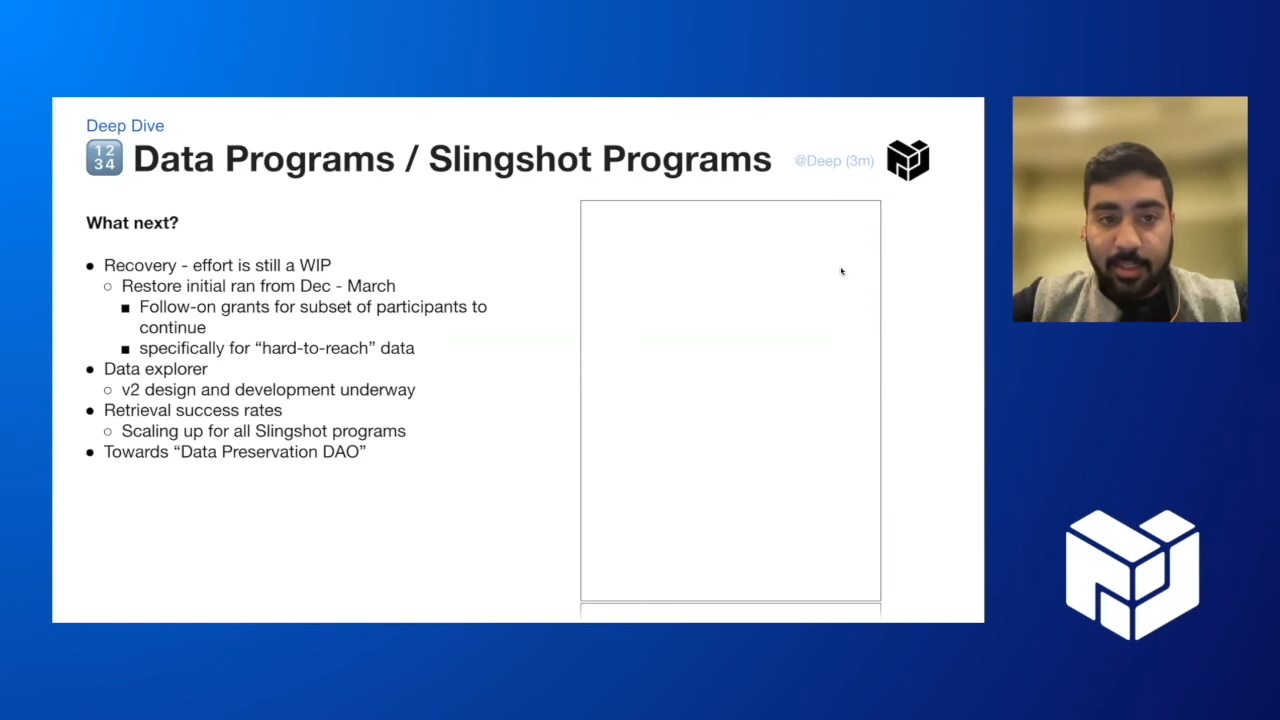 Deep Dive
12
34
Data Programs / Slingshot Programs
@Deep (3m)
What next?
● Recovery - effort is still a WIP
○ Restore initial ran from Dec - March
■ Follow-on grants for subset of participants to
continue
■ specifically for “hard-to-reach” data
● Data explorer
○ v2 design and development underway
● Retrieval success rates
○ Scaling up for all Slingshot programs
● Towards “Data Preservation DAO”